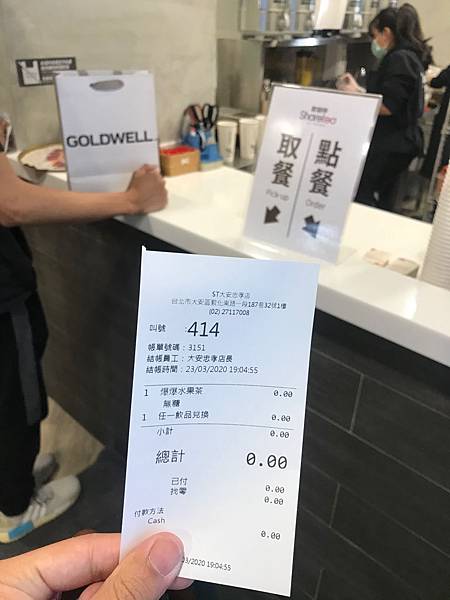 GOLDWELL
Sharetea
取餐
Pick up
點餐
Order
ST大安忠孝店
台北市大安區敦化南路一段187巷32號1樓
(02) 27117008
叫號 :414
帳單號碼：3151
結帳員工：大安忠孝店長
結帳時間：23/03/2020 19:04:55
1 爆爆水果茶 0.00
無糖
1 任一飲品兌換 0.00
小計 0.00
總計 0.00
已付 0.00
找零 0.00
付款方法
Cash 0.00
03/2020 19:04:55